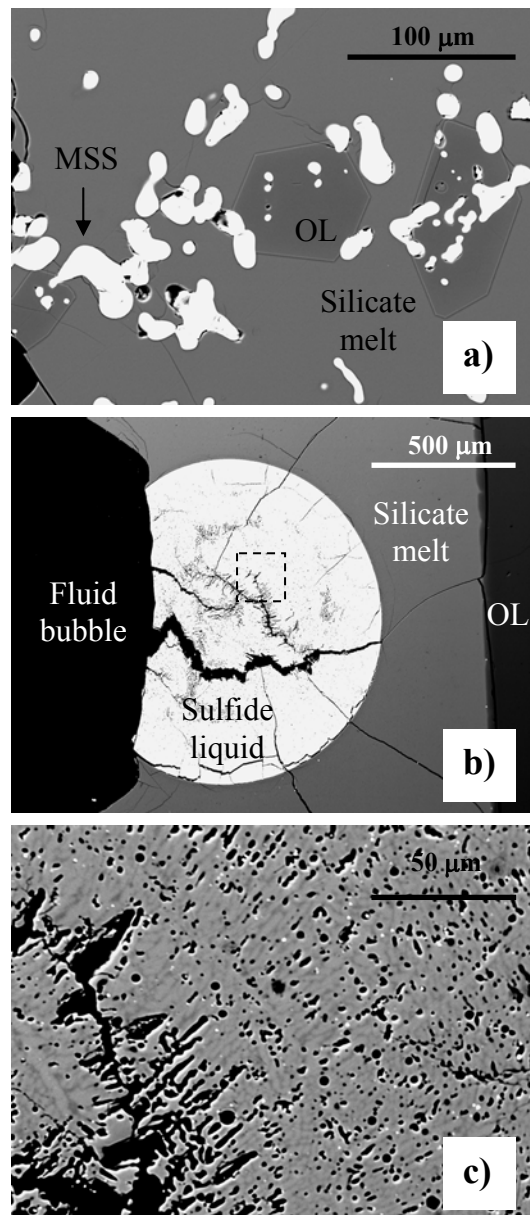 100 μm
MSS
OL
Silicate
melt
a)
500 μm
Silicate
melt
Fluid
bubble
OL
Sulfide
liquid
b)
50 μm
c)